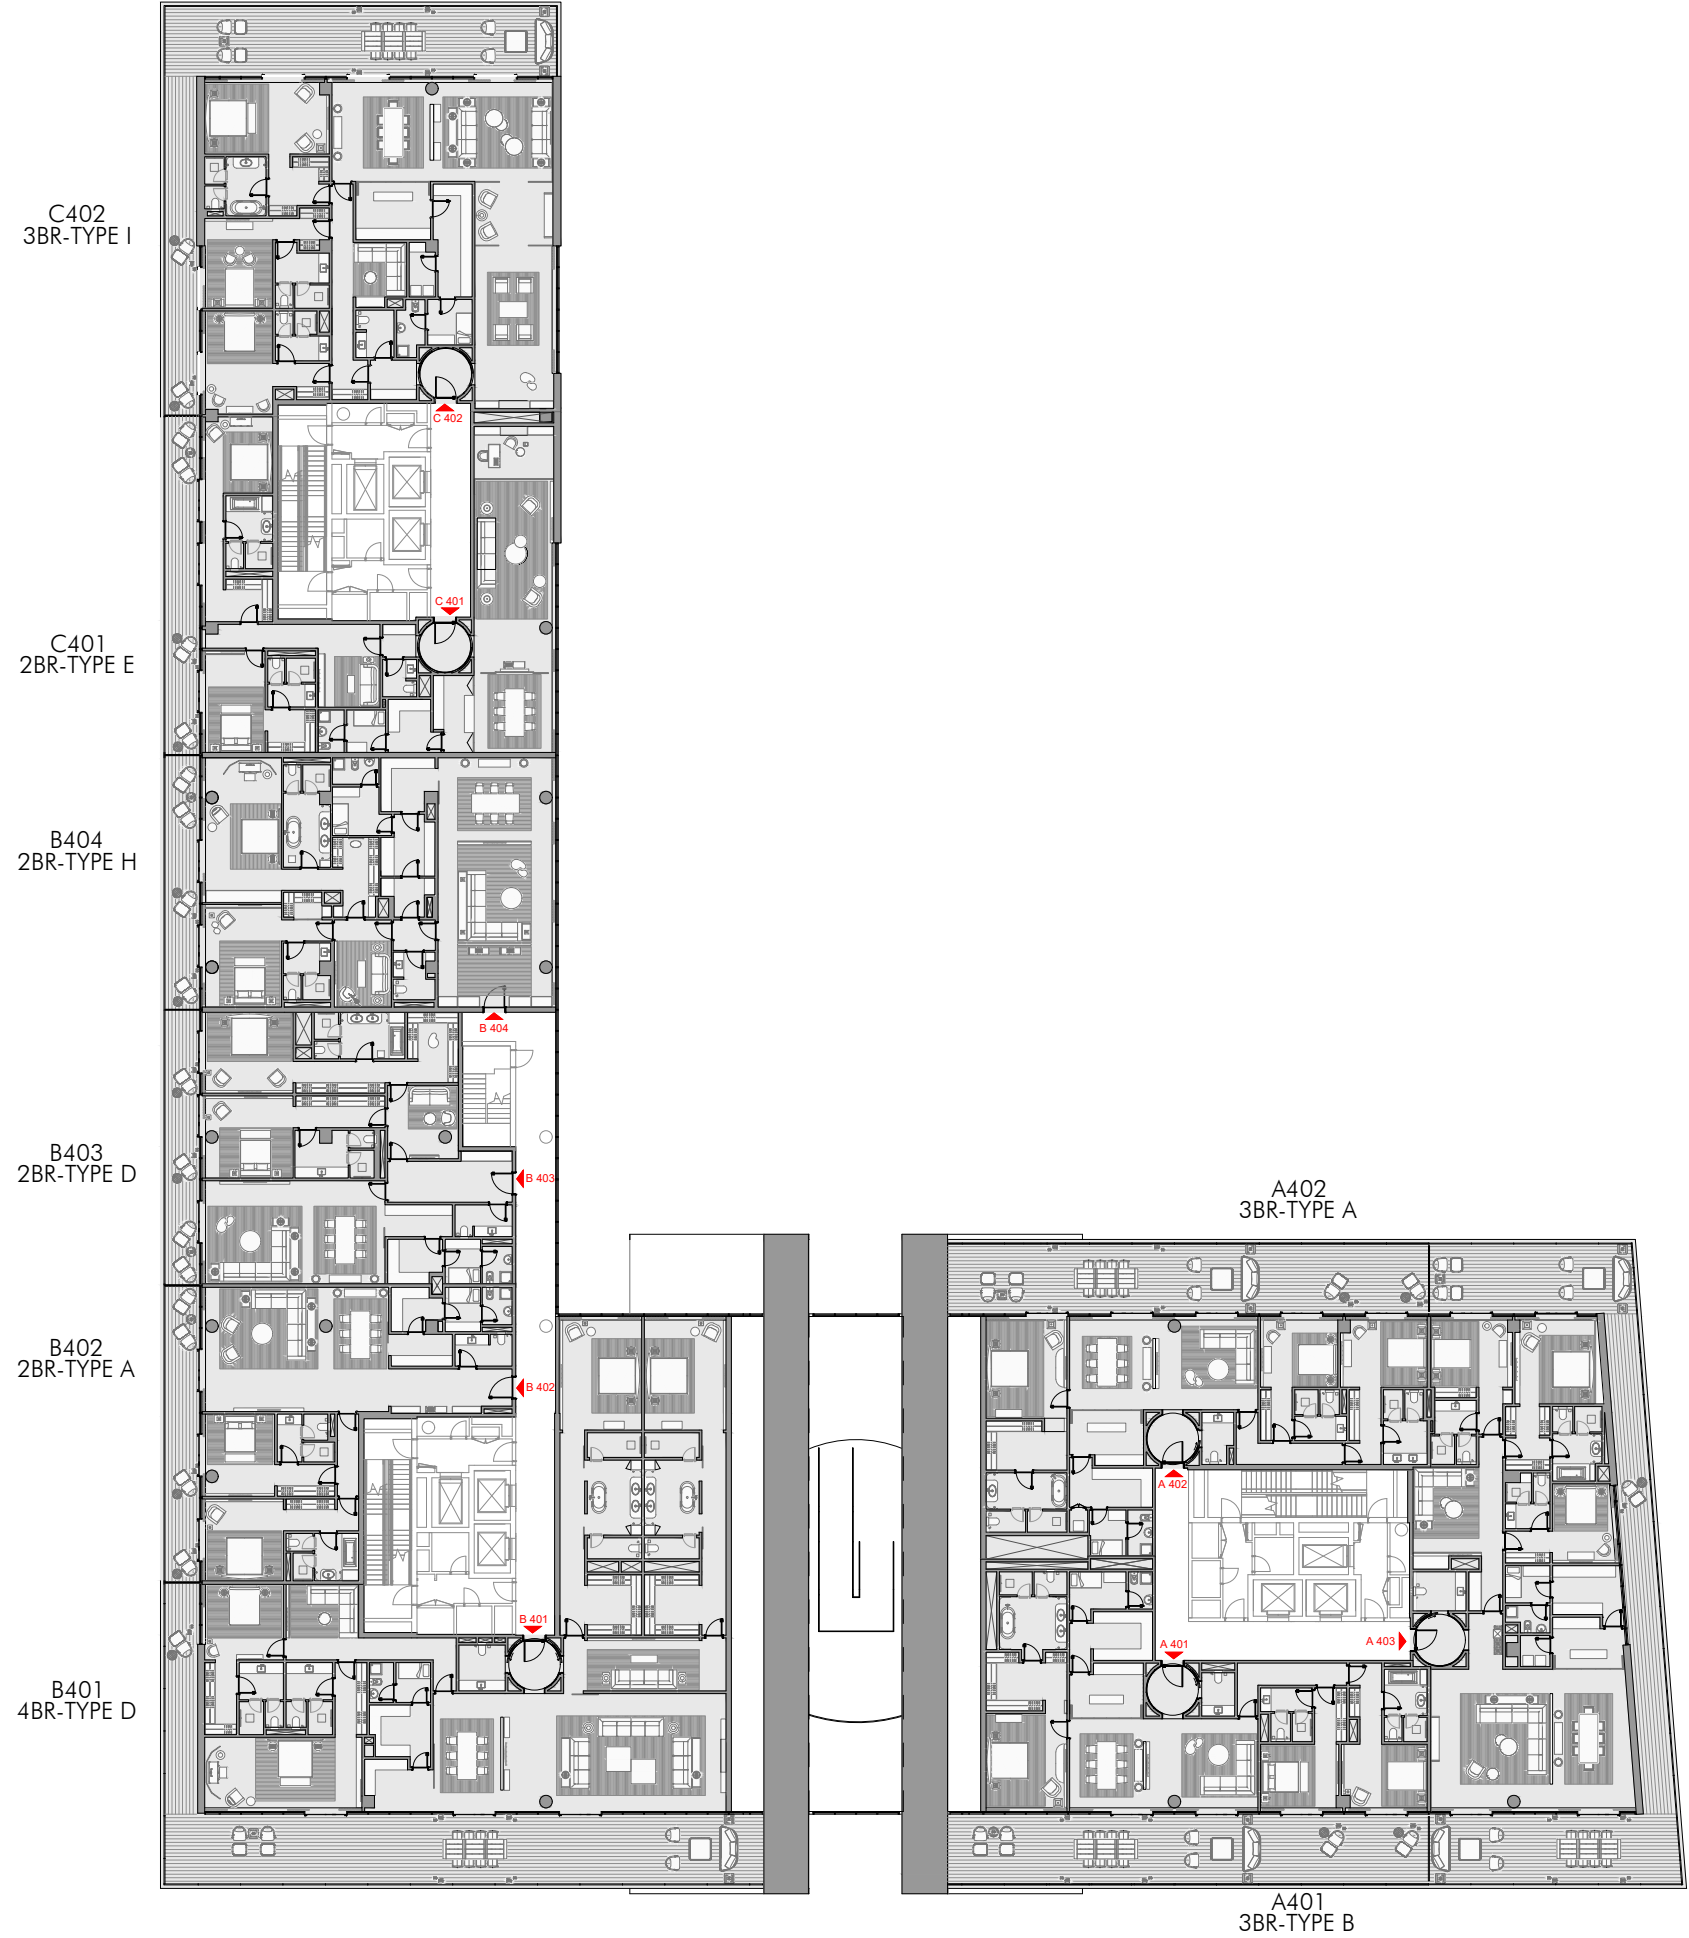 C402
3BR-TYPE I
C 402
C 401
C401
2BR-TYPE E
B404
2BR-TYPE H
B 404
B403
2BR-TYPE D
B 403
A402
3BR-TYPE A
B402
2BR-TYPE A
B 402
A 402
B 401
A 401
A 403
B401
4BR-TYPE D
A401
3BR-TYPE B